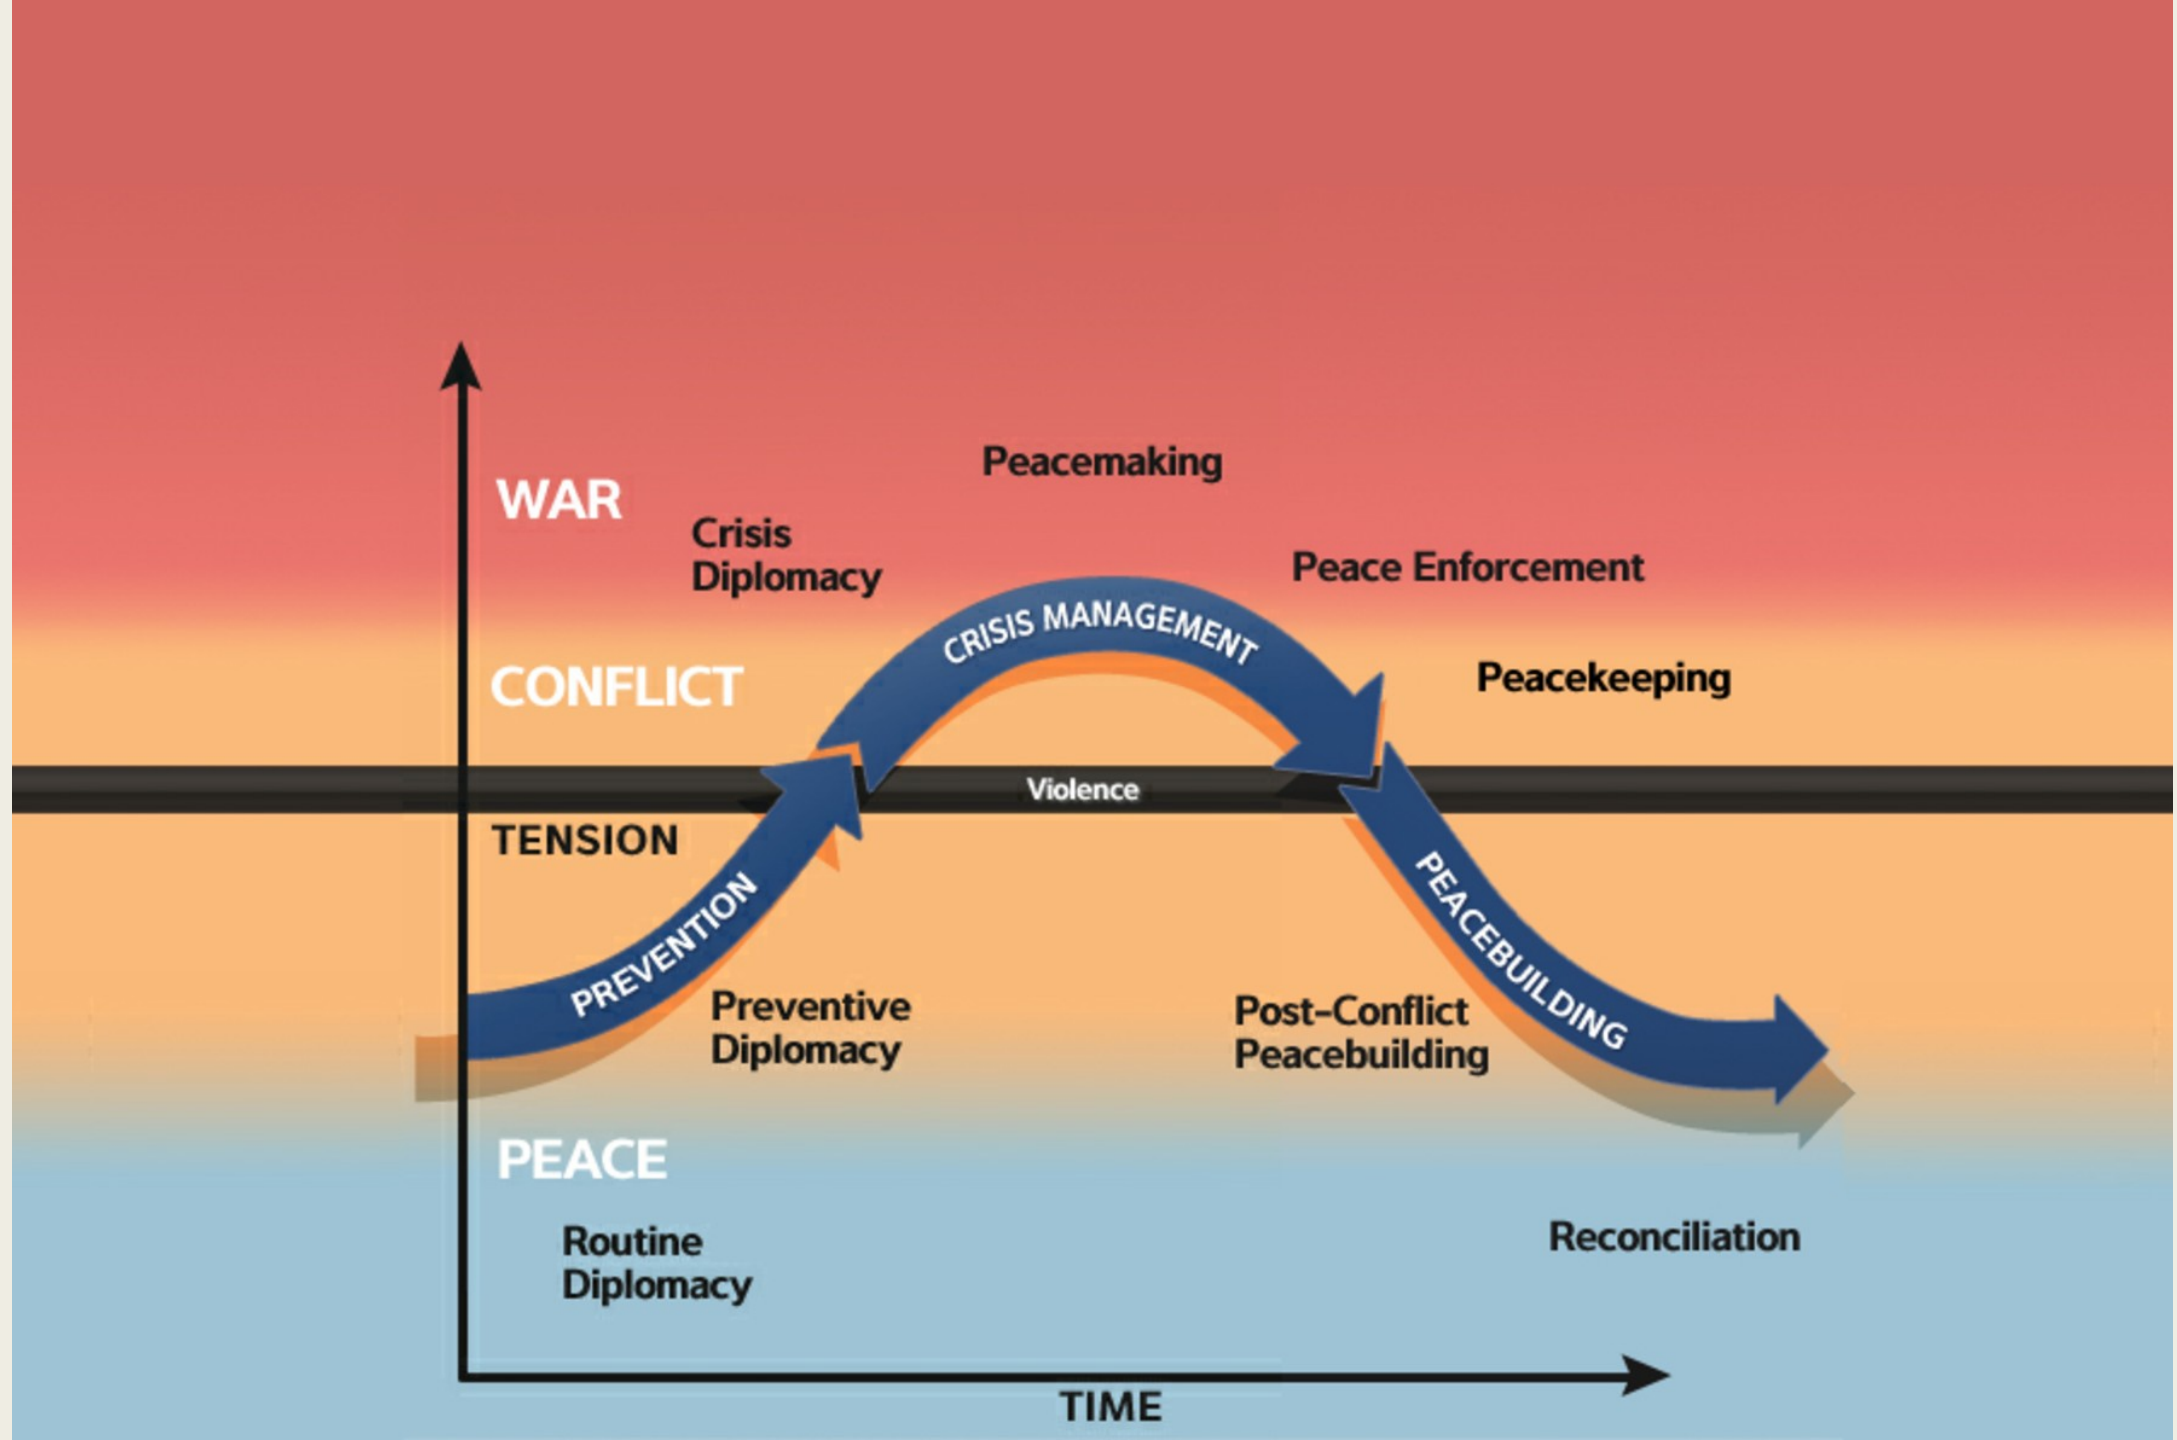 Peacemaking
WAR
Crisis
Diplomacy
Peace Enforcement
CRISIS MANAGEMENT
CONFLICT
Peacekeeping
Violence
TENSION
PREVENTION
PEACEBUILDING
Preventive
Diplomacy
Post-Conflict
Peacebuilding
PEACE
Routine
Diplomacy
Reconciliation
TIME